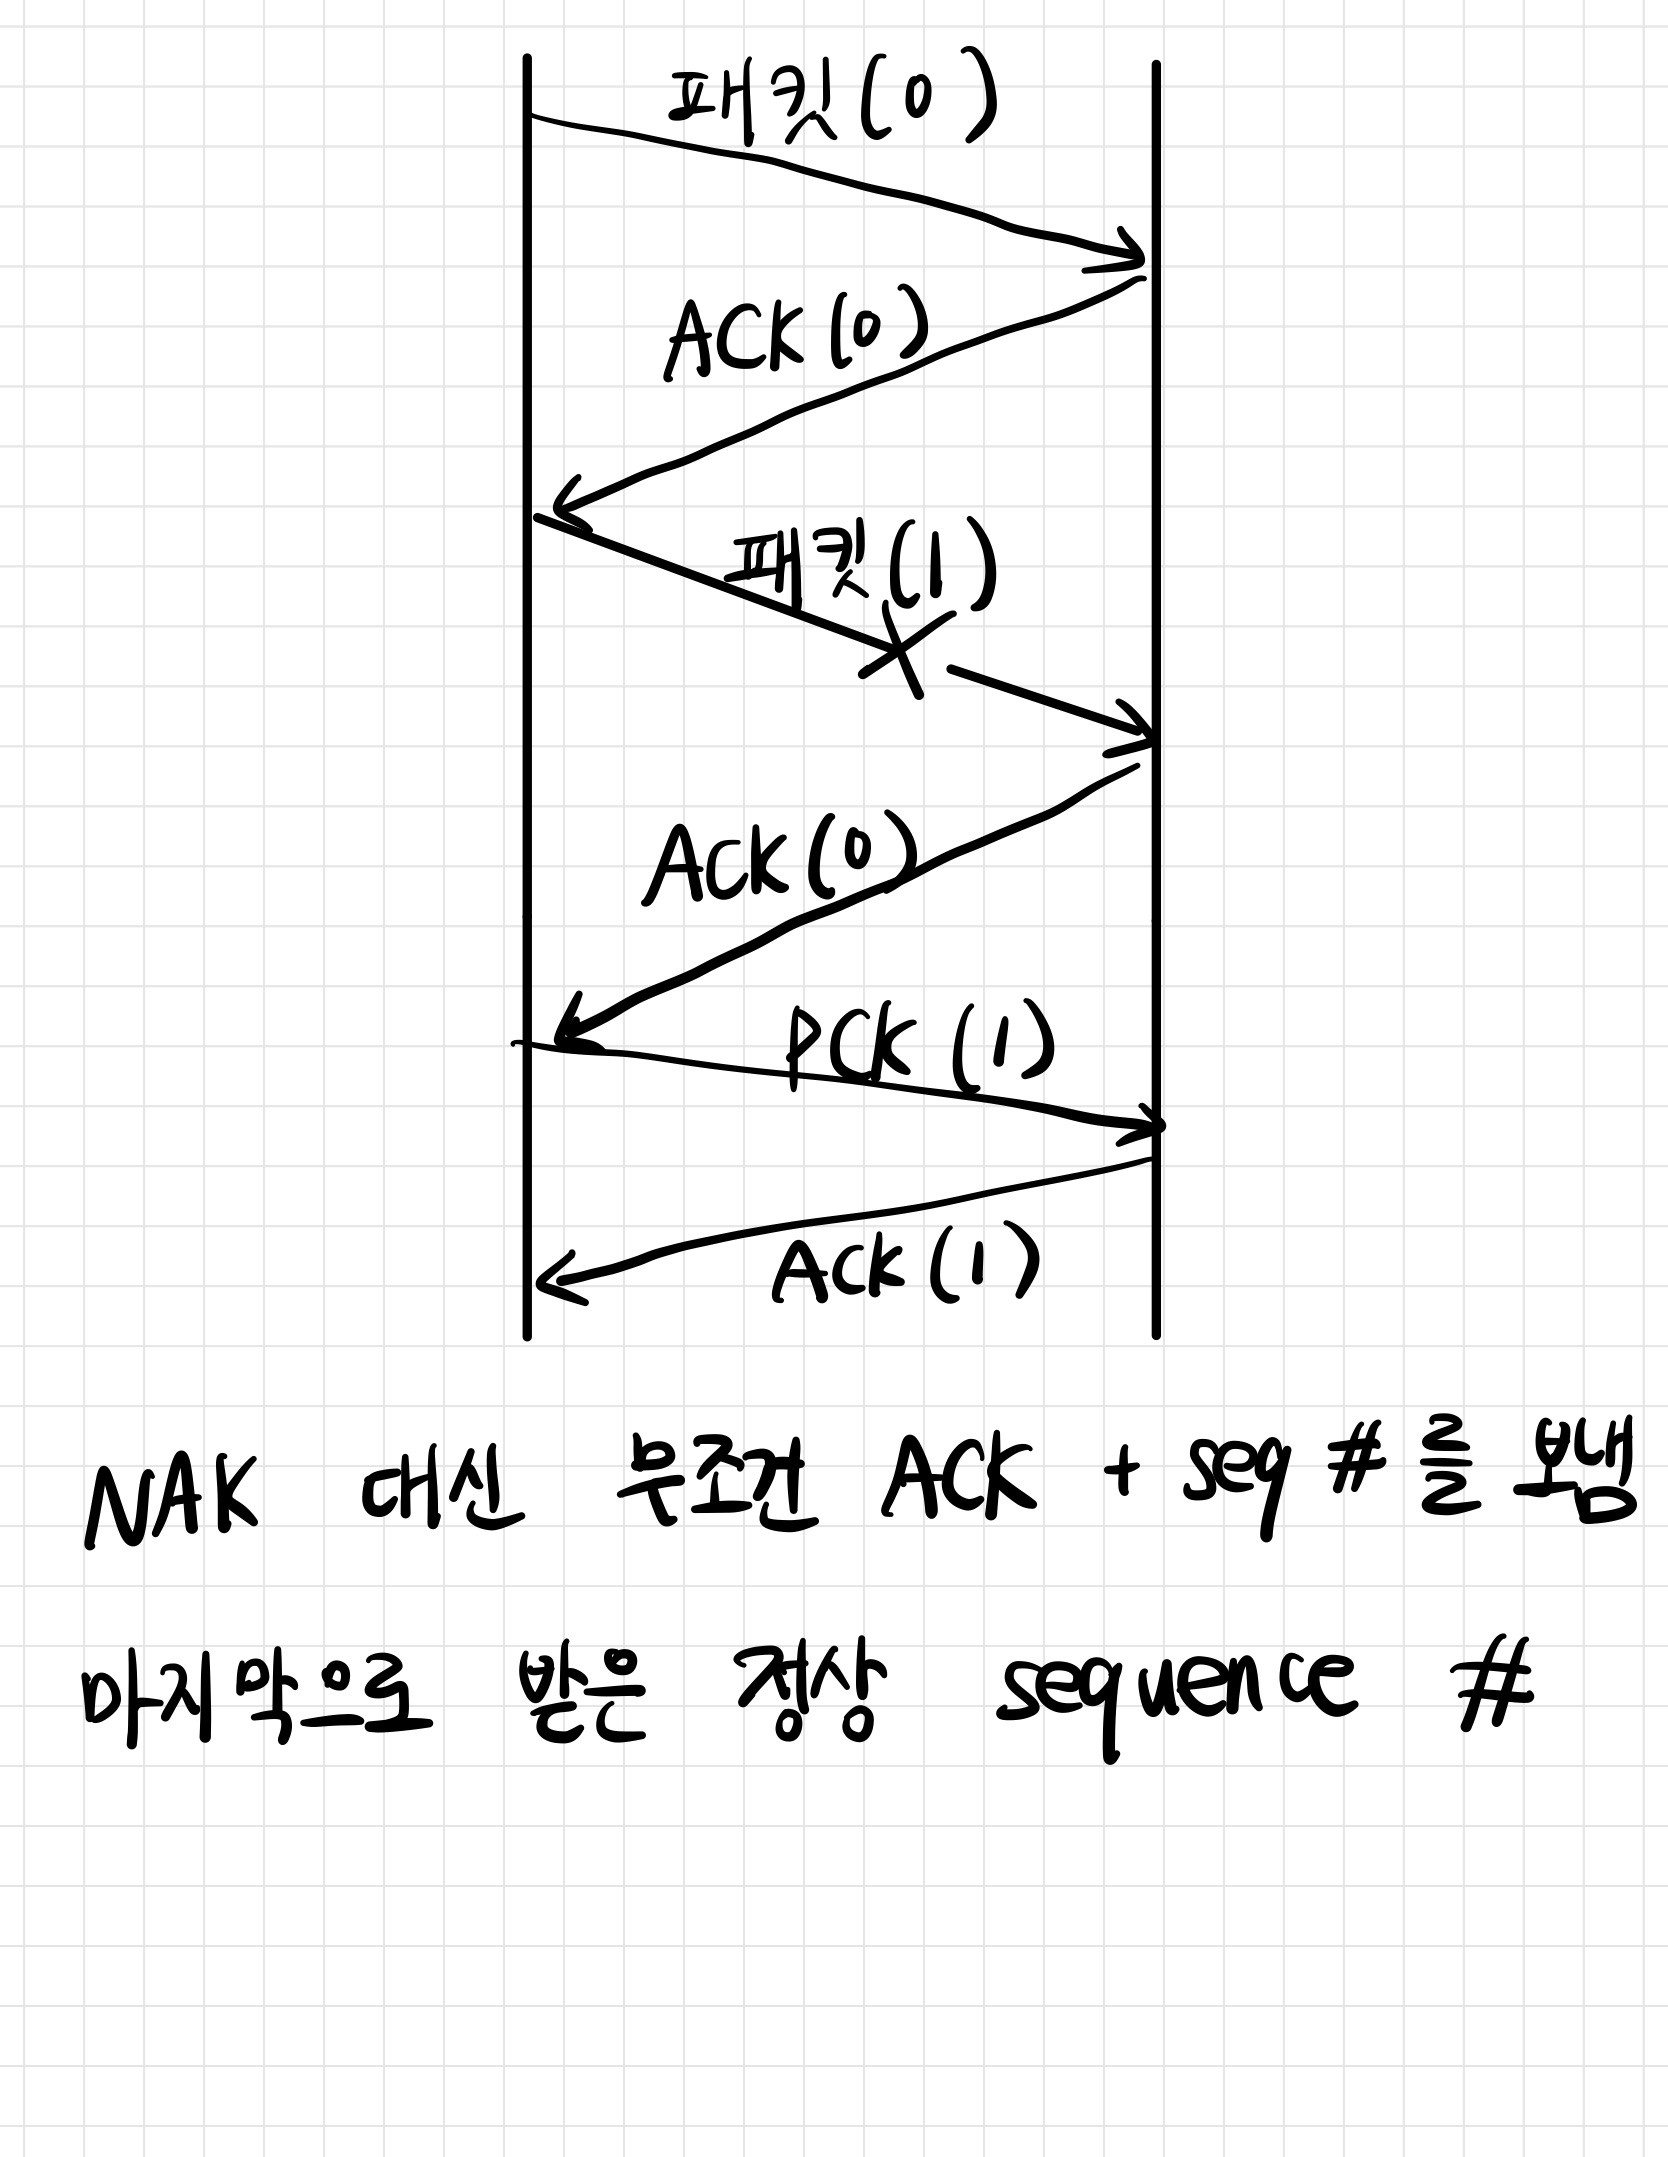 패킷(0)
ACK(0)
패킷(1)
ACK(0)
PCK(1)
ACK(1)
NAK 대신 무조건 ACK + seq #를 보냄
마지막으로 받은 정상 sequence #